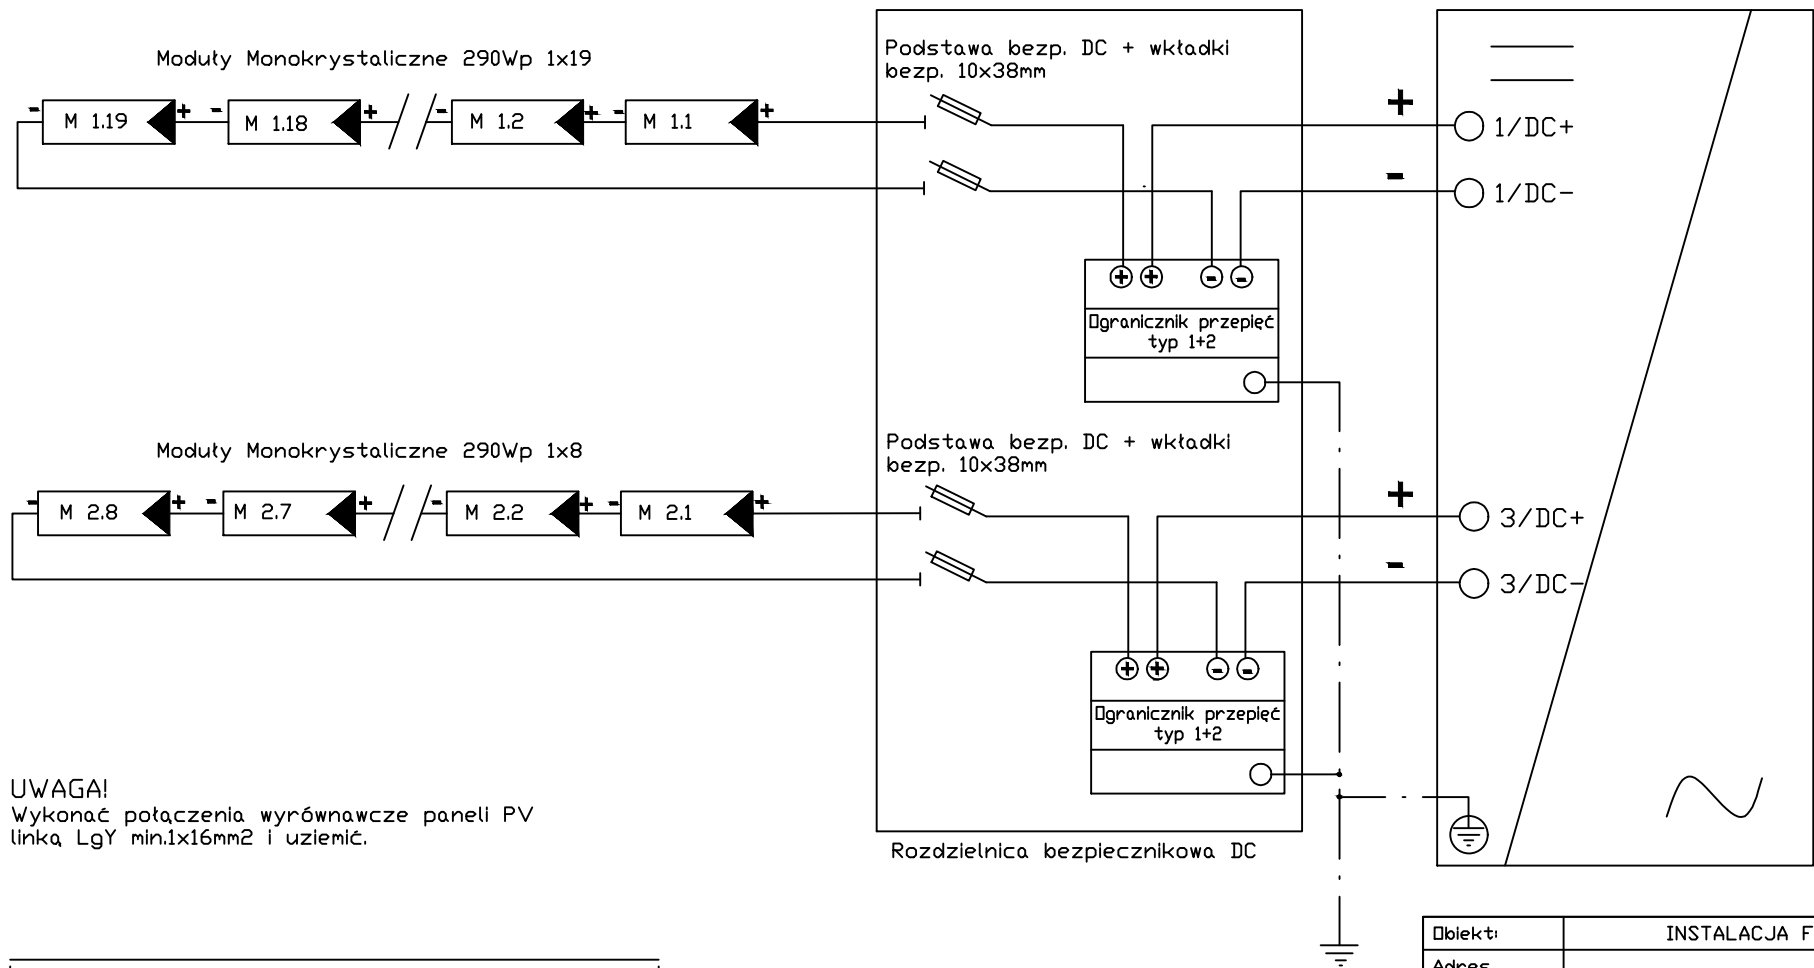 Moduły Monokrystaliczne 290Wp 1x19
Podstawa bezp. DC + wkładki
bezp. 10x38mm
- M 1.19 + - M 1.18 + - M 1.2 + - M 1.1 +
+ 1/DC+
- 1/DC-
+ + - -
Ogranicznik przepięć
typ 1+2
Moduły Monokrystaliczne 290Wp 1x8
Podstawa bezp. DC + wkładki
bezp. 10x38mm
- M 2.8 + - M 2.7 + - M 2.2 + - M 2.1 +
+ 3/DC+
- 3/DC-
+ + - -
Ogranicznik przepięć
typ 1+2
UWAGA!
Wykonać połączenia wyrównawcze paneli PV
linką LgY min.1x16mm2 i uziemić.
Rozdzielnica bezpiecznikowa DC
Obiekt: INSTALACJA F
Adres